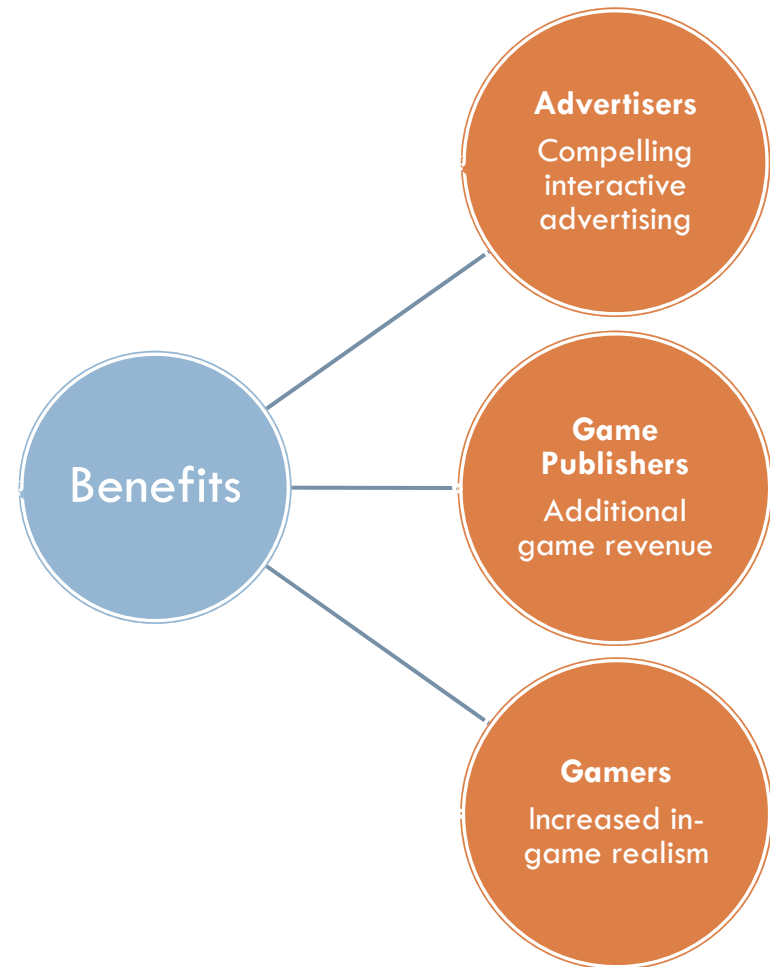 Advertisers
Compelling
interactive
advertising
Benefits
Game
Publishers
Additional
game revenue
Gamers
Increased in-
game realism